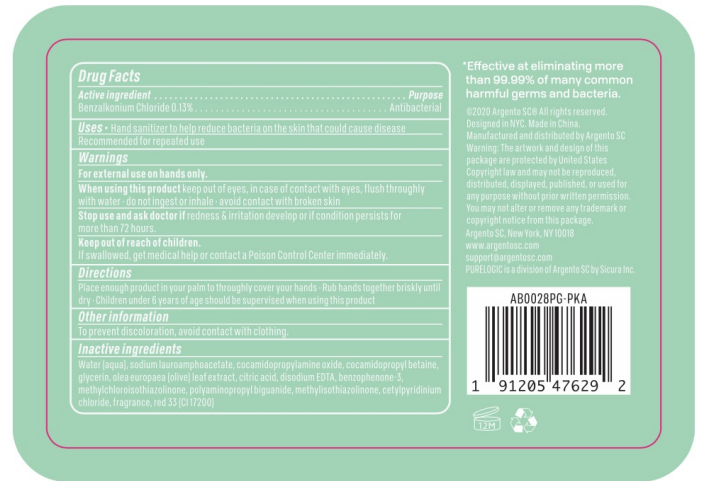 Drug Facts
Active ingredient . . . . . . . . . . . . . . . . . . . . . . . . . . . . . . . . . . . . . . . . . . . . . . Purpose
Benzalkonium Chloride 0.13% . . . . . . . . . . . . . . . . . . . . . . . . . . . . . . . . . . Antibacterial
Uses • Hand sanitizer to help reduce bacteria on the skin that could cause disease
Recommended for repeated use
Warnings
For external use on hands only.
When using this product keep out of eyes, in case of contact with eyes, flush throughly
with water · do not ingest or inhale · avoid contact with broken skin
Stop use and ask doctor if redness & irritation develop or if condition persists for
more than 72 hours.
Keep out of reach of children.
If swallowed, get medical help or contact a Poison Control Center immediately.
Directions
Place enough product in your palm to throughly cover your hands · Rub hands together briskly until
dry · Children under 6 years of age should be supervised when using this product
Other information
To prevent discoloration, avoid contact with clothing.
Inactive ingredients
Water (aqua), sodium lauroamphoacetate, cocamidopropylamine oxide, cocamidopropyl betaine,
glycerin, olea europaea (olive) leaf extract, citric acid, disodium EDTA, benzophenone-3,
methylchloroisothiazolinone, polyaminopropyl biguanide, methylisothiazolinone, cetylpyridinium
chloride, fragrance, red 33 (CI 17200)
*Effective at eliminating more
than 99.99% of many common
harmful germs and bacteria.
©2020 Argento SC® All rights reserved.
Designed in NYC. Made in China.
Manufactured and distributed by Argento SC
Warning: The artwork and design of this
package are protected by United States
Copyright law and may not be reproduced,
distributed, displayed, published, or used for
any purpose without prior written permission.
You may not alter or remove any trademark or
copyright notice from this package.
Argento SC, New York, NY 10018
www.argentosc.com
support@argentosc.com
PURELOGIC is a division of Argento SC by Sicura Inc.
AB0028PG-PKA
1 91205 47629 2
12M